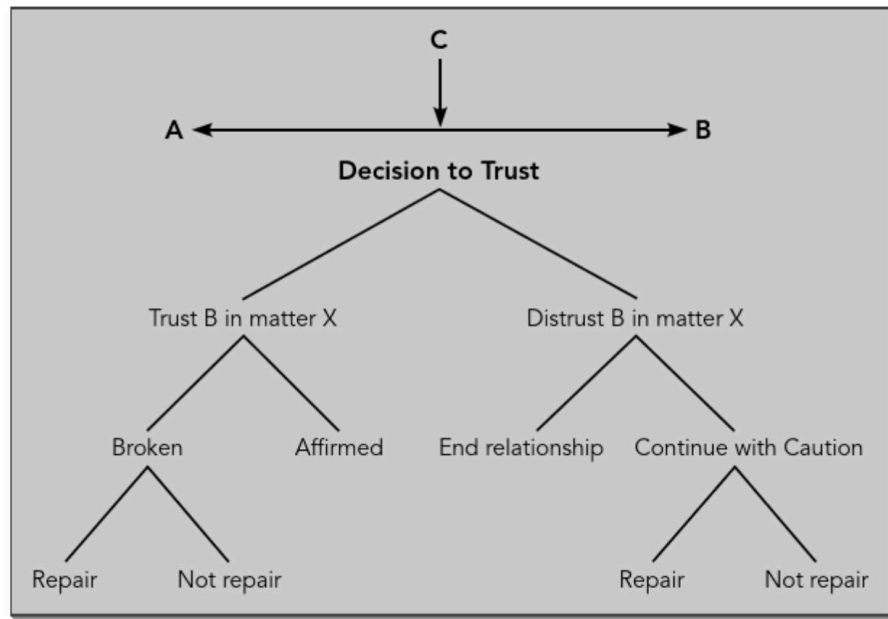 C
A B
Decision to Trust
Trust B in matter X Distrust B in matter X
Broken Affirmed End relationship Continue with Caution
Repair Not repair Repair Not repair